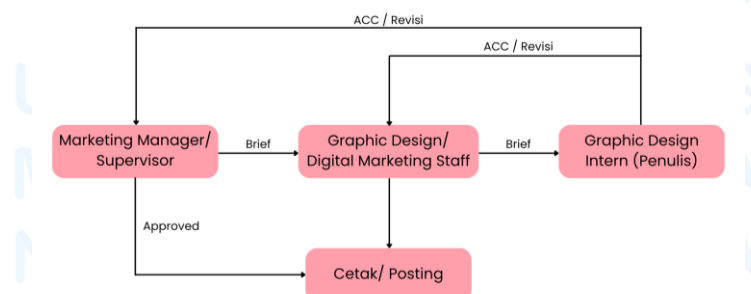 ACC / Revisi
ACC / Revisi
Marketing Manager/
Supervisor
Brief
Graphic Design/
Digital Marketing Staff
Brief
Graphic Design
Intern (Penulis)
Approved
Cetak/ Posting